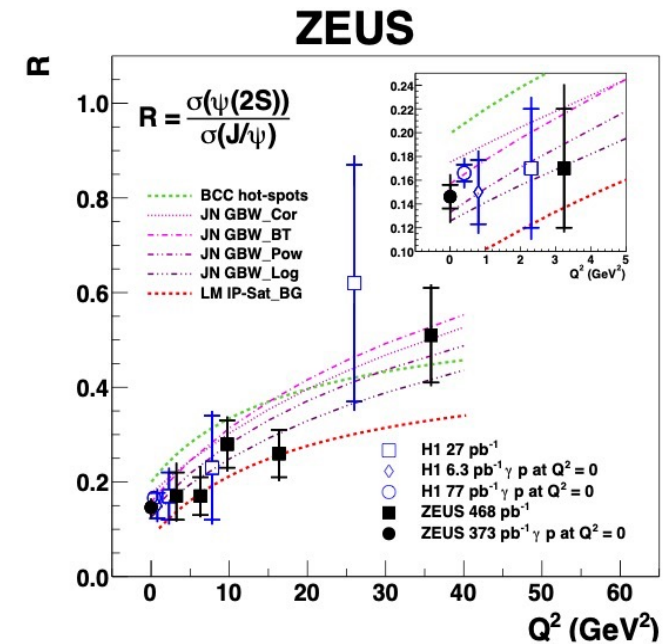 ZEUS
R
R = σ(ψ(2S)) / σ(J/ψ)
BCC hot-spots
JN GBW_Cor
JN GBW_BT
JN GBW_Pow
JN GBW_Log
LM IP-Sat_BG
0.24
0.22
0.20
0.18
0.16
0.14
0.12
0.10
0 1 2 3 4 5
Q² (GeV²)
1.0
0.8
0.6
0.4
0.2
0.0
H1 27 pb⁻¹
H1 6.3 pb⁻¹ γ p at Q² = 0
H1 77 pb⁻¹ γ p at Q² = 0
ZEUS 468 pb⁻¹
ZEUS 373 pb⁻¹ γ p at Q² = 0
0 10 20 30 40 50 60
Q² (GeV²)